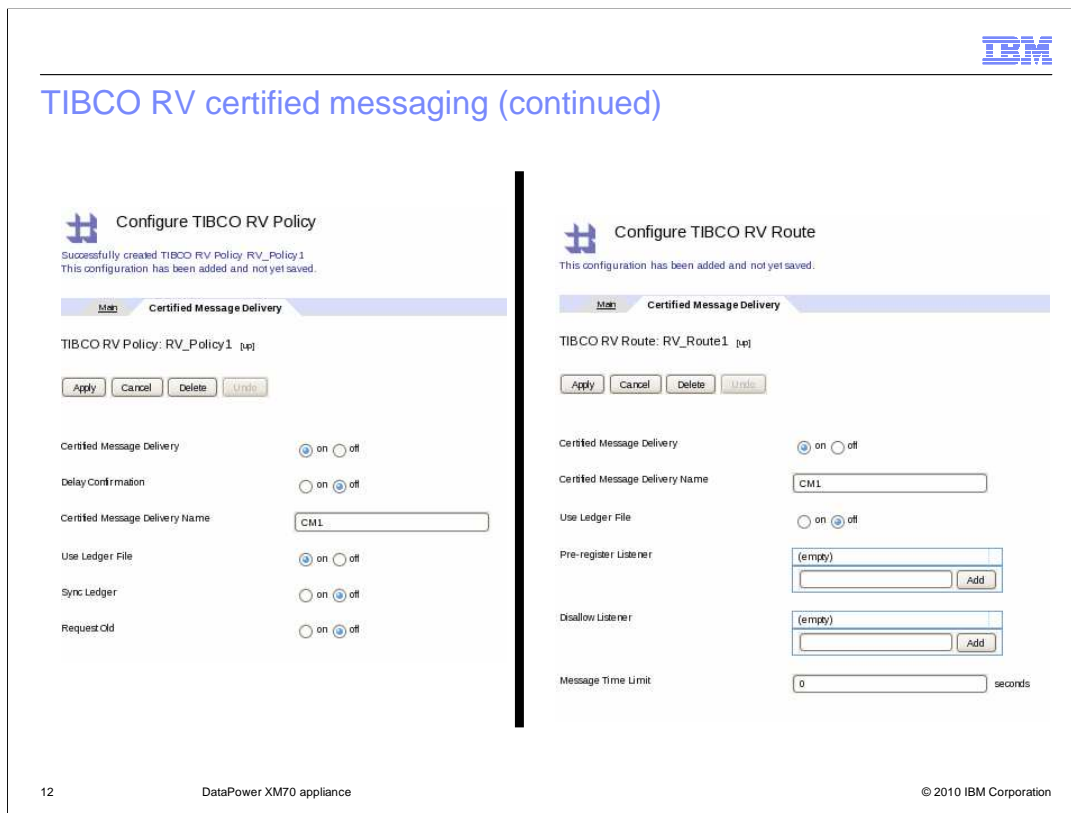 IBM
TIBCO RV certified messaging (continued)
Configure TIBCO RV Policy
Successfully created TIBCO RV Policy RV_Policy1
This configuration has been added and not yet saved.
Main Certified Message Delivery
TIBCO RV Policy: RV_Policy1 [up]
Apply Cancel Delete Undo
Certified Message Delivery on off
Delay Confirmation on off
Certified Message Delivery Name CM1
Use Ledger File on off
Sync Ledger on off
Request Old on off
Configure TIBCO RV Route
This configuration has been added and not yet saved.
Main Certified Message Delivery
TIBCO RV Route: RV_Route1 [up]
Apply Cancel Delete Undo
Certified Message Delivery on off
Certified Message Delivery Name CM1
Use Ledger File on off
Pre-register Listener (empty)
Add
Disallow Listener (empty)
Add
Message Time Limit 0 seconds
12 DataPower XM70 appliance © 2010 IBM Corporation